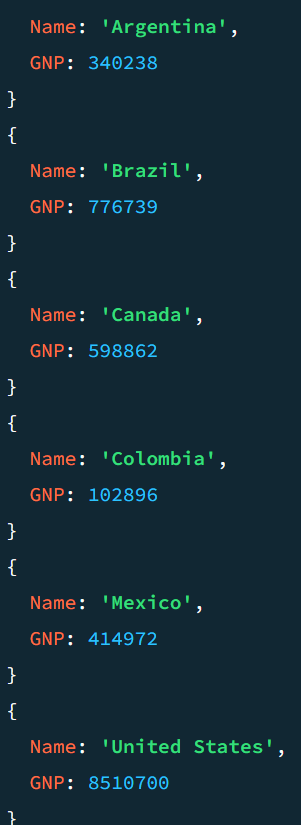 Name: 'Argentina',
GNP: 340238
}
{
Name: 'Brazil',
GNP: 776739
}
{
Name: 'Canada',
GNP: 598862
}
{
Name: 'Colombia',
GNP: 102896
}
{
Name: 'Mexico',
GNP: 414972
}
{
Name: 'United States',
GNP: 8510700
}